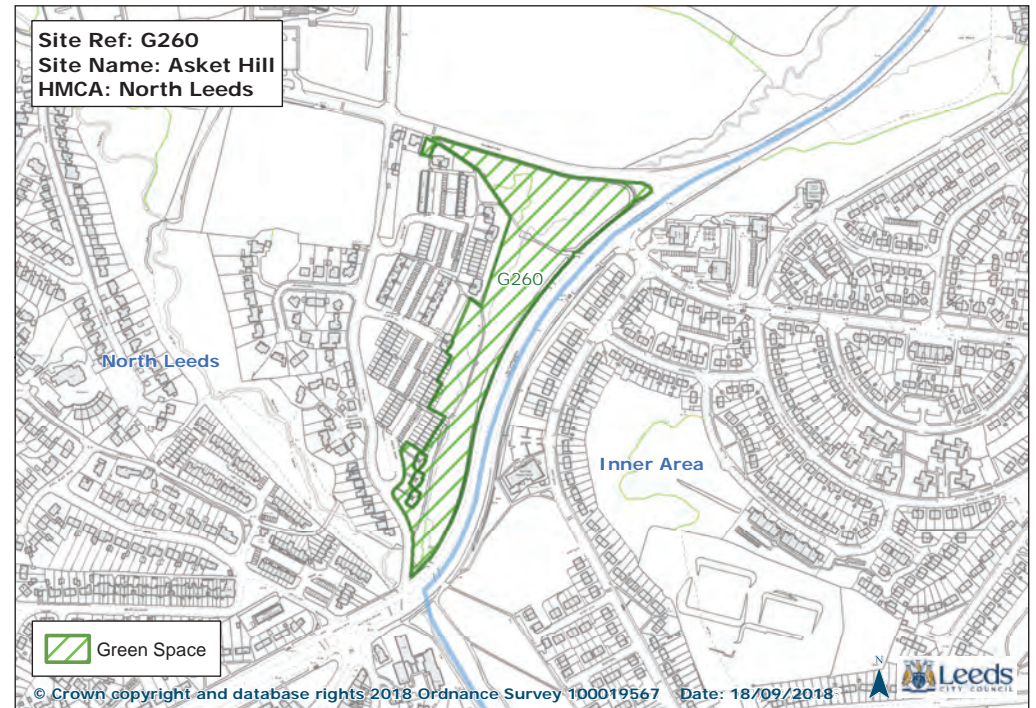 Site Ref: G260
Site Name: Asket Hill
HMCA: North Leeds
G260
North Leeds
Inner Area
Green Space
© Crown copyright and database rights 2018 Ordnance Survey 100019567 Date: 18/09/2018
N
Leeds
CITY COUNCIL